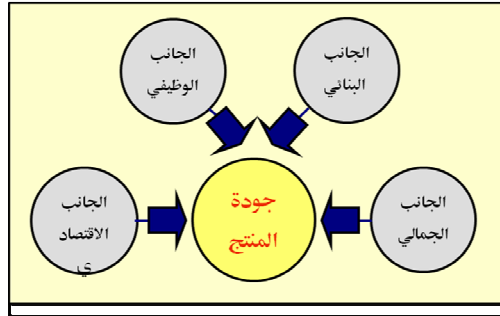 الجانب
البنائي
الجانب
الوظيفي
الجانب
الجمالي
جودة
المنتج
الجانب
الاقتصاد
ي